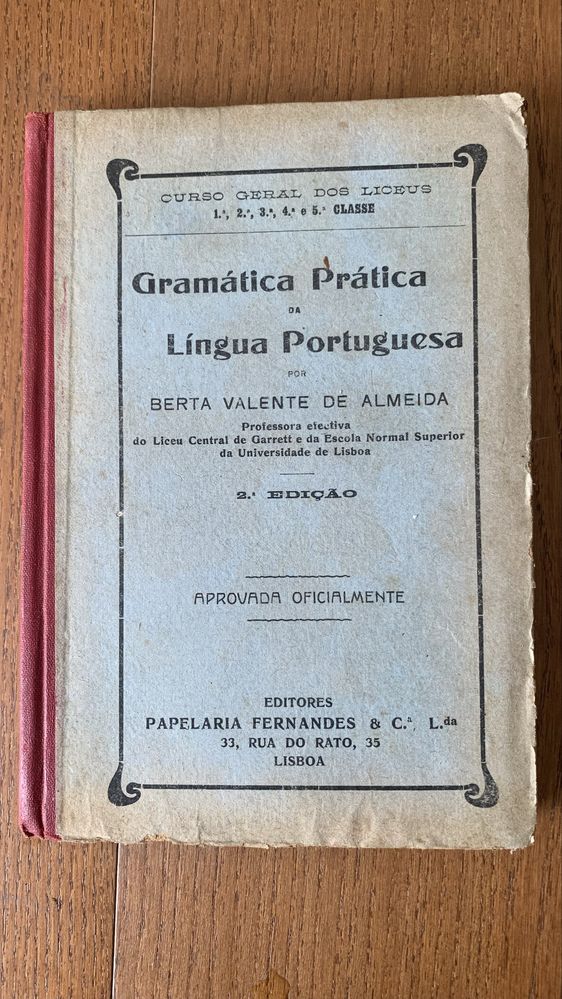 CURSO GERAL DOS LICEUS
1.ª, 2.ª, 3.ª, 4.ª e 5.ª CLASSE
Gramática Prática
DA
Língua Portuguesa
POR
BERTA VALENTE DE ALMEIDA
Professora efectiva
do Liceu Central de Garrett e da Escola Normal Superior
da Universidade de Lisboa
2.ª EDIÇÃO
APROVADA OFICIALMENTE
EDITORES
PAPELARIA FERNANDES & C.ª, L.da
33, RUA DO RATO, 35
LISBOA